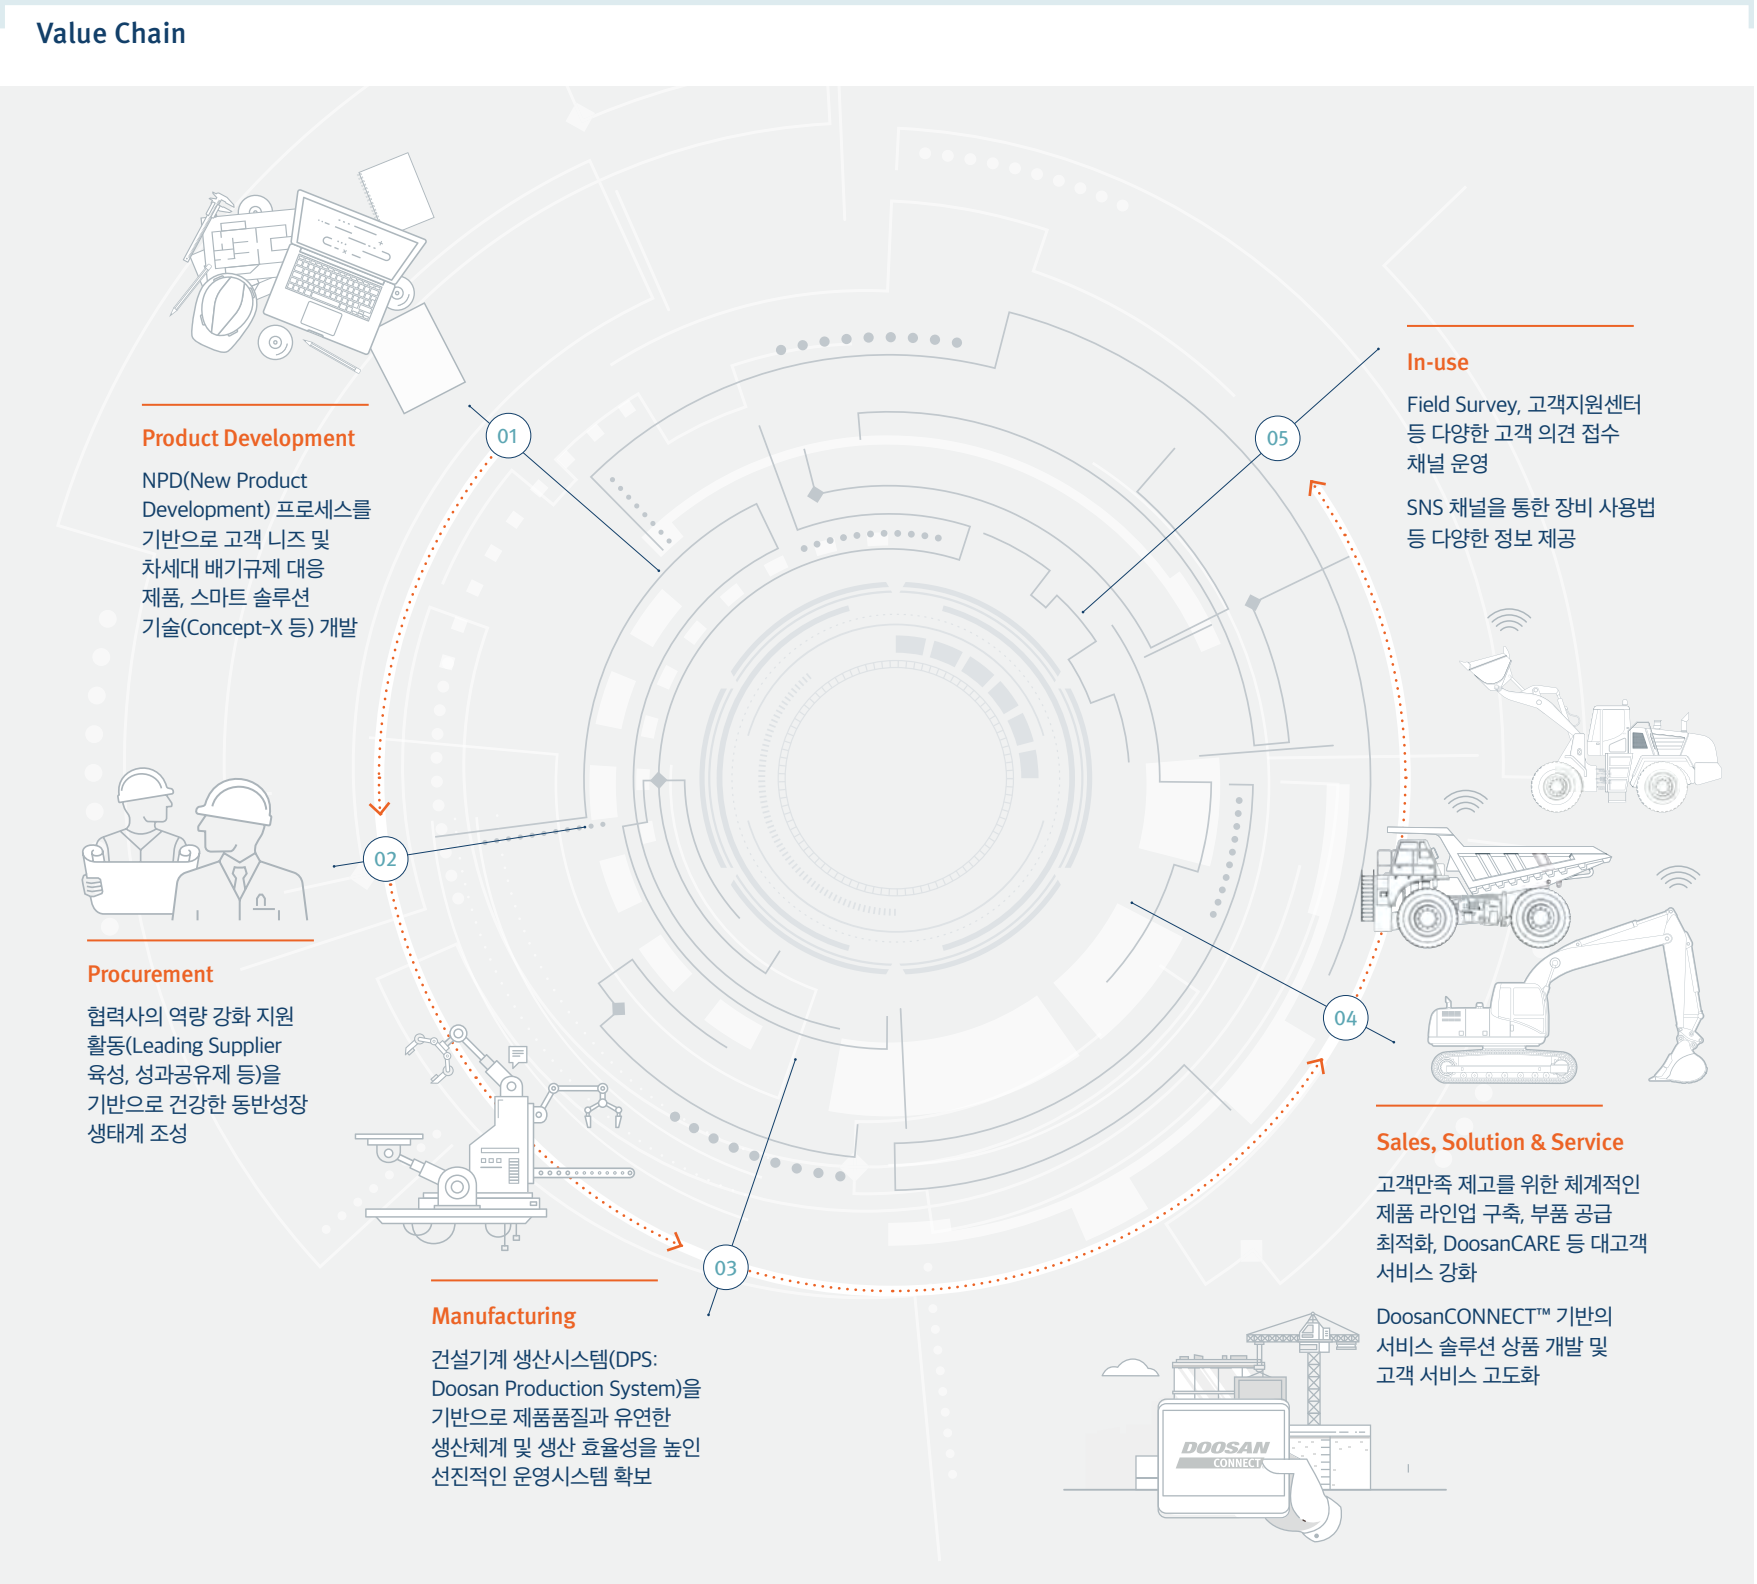 Value Chain
01
Product Development
NPD(New Product
Development) 프로세스를
기반으로 고객 니즈 및
차세대 배기규제 대응
제품, 스마트 솔루션
기술(Concept-X 등) 개발
02
Procurement
협력사의 역량 강화 지원
활동(Leading Supplier
육성, 성과공유제 등)을
기반으로 건강한 동반성장
생태계 조성
03
Manufacturing
건설기계 생산시스템(DPS:
Doosan Production System)을
기반으로 제품품질과 유연한
생산체계 및 생산 효율성을 높인
선진적인 운영시스템 확보
04
Sales, Solution & Service
고객만족 제고를 위한 체계적인
제품 라인업 구축, 부품 공급
최적화, DoosanCARE 등 대고객
서비스 강화
DoosanCONNECT™ 기반의
서비스 솔루션 상품 개발 및
고객 서비스 고도화
DOOSAN
CONNECT
05
In-use
Field Survey, 고객지원센터
등 다양한 고객 의견 접수
채널 운영
SNS 채널을 통한 장비 사용법
등 다양한 정보 제공